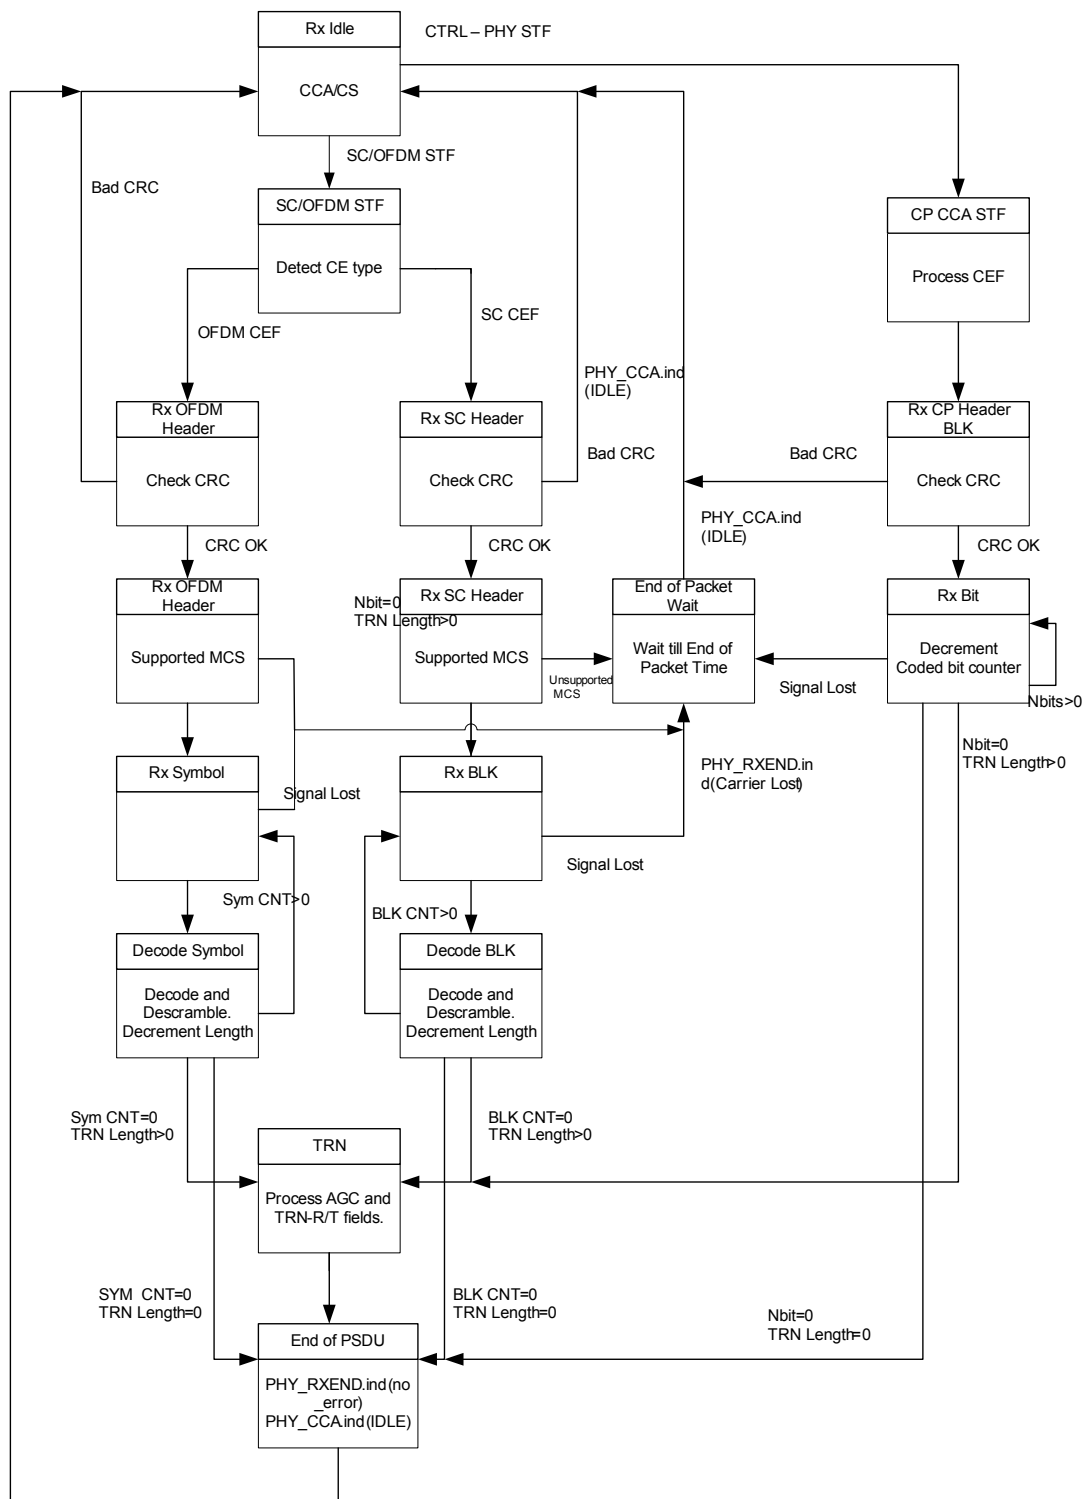 Rx Idle
CTRL – PHY STF
CCA/CS
SC/OFDM STF
Bad CRC
SC/OFDM STF
CP CCA STF
Detect CE type
Process CEF
SC CEF
OFDM CEF
PHY_CCA.ind
(IDLE)
Rx OFDM
Header
Rx SC Header
Rx CP Header
BLK
Bad CRC
Bad CRC
Check CRC
Check CRC
Check CRC
PHY_CCA.ind
(IDLE)
CRC OK
CRC OK
CRC OK
Rx OFDM
Header
Nbit=0
TRN Length>0
Rx SC Header
End of Packet
Wait
Rx Bit
Supported MCS
Supported MCS
Wait till End of
Packet Time
Decrement
Coded bit counter
Unsupported
MCS
Signal Lost
Nbits>0
Nbit=0
TRN Length>0
Rx Symbol
Rx BLK
PHY_RXEND.in
d(Carrier Lost)
Signal Lost
Signal Lost
Sym CNT>0
BLK CNT>0
Decode Symbol
Decode BLK
Decode and
Descramble.
Decrement Length
Decode and
Descramble.
Decrement Length
Sym CNT=0
TRN Length>0
BLK CNT=0
TRN Length>0
TRN
Process AGC and
TRN-R/T fields.
SYM CNT=0
TRN Length=0
BLK CNT=0
TRN Length=0
Nbit=0
TRN Length=0
End of PSDU
PHY_RXEND.ind(no
_error)
PHY_CCA.ind(IDLE)